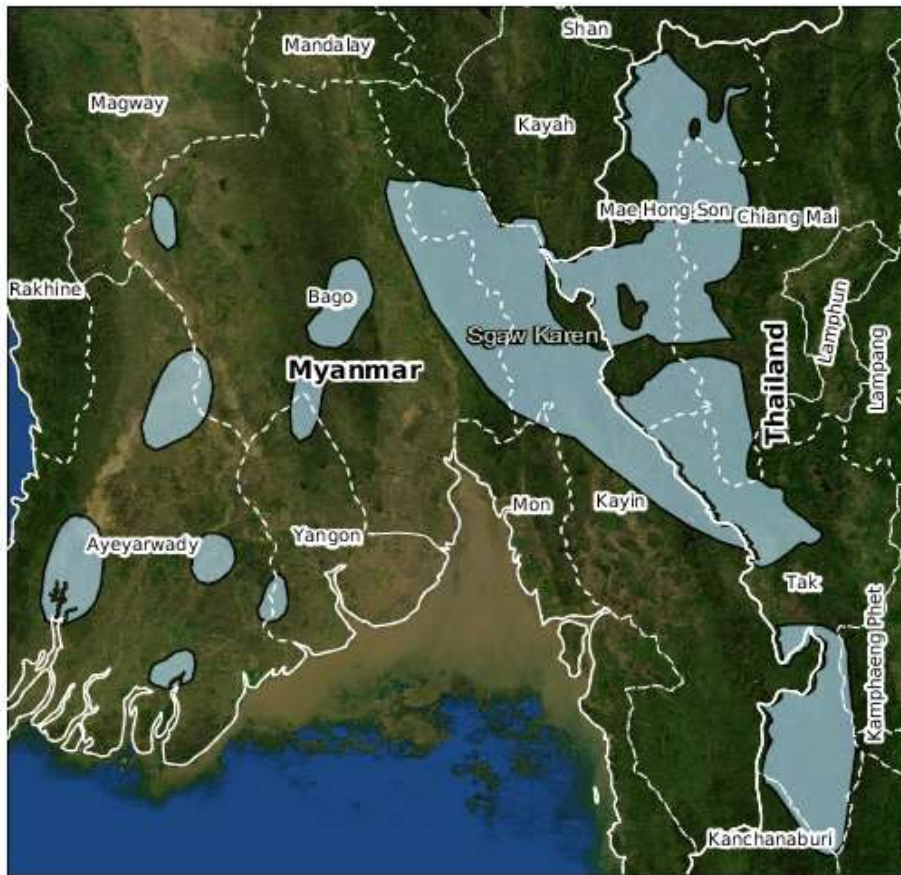 Shan
Mandalay
Magway
Kayah
Mae Hong Son
Chiang Mai
Rakhine
Bago
Lamphun
Sgaw Karen
Lampang
Myanmar
Thailand
Mon
Kayin
Yangon
Ayeyarwady
Tak
Kamphaeng Phet
Kanchanaburi